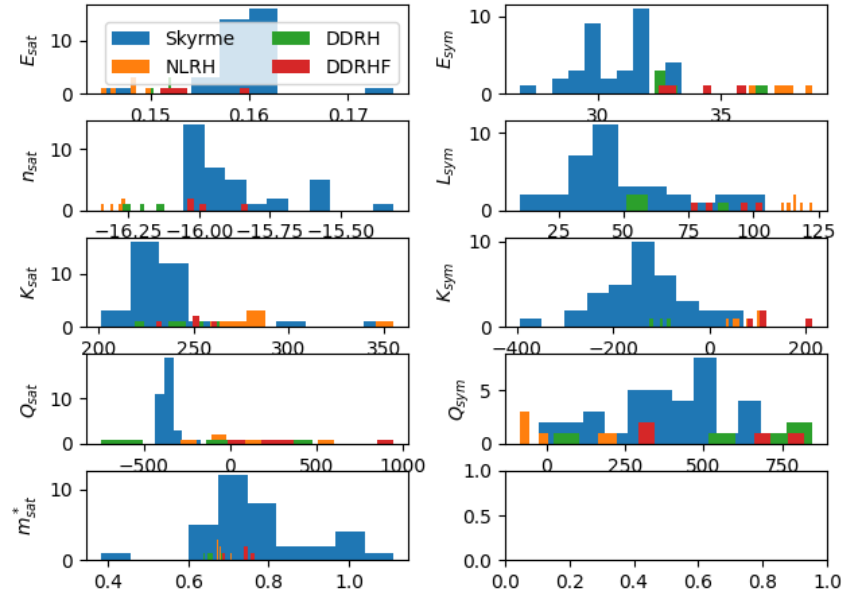 E_sat
10
0
Skyrme
NLRH
DDRH
DDRHF
0.15 0.16 0.17
E_sym
10
5
0
30 35
n_sat
10
0
−16.25 −16.00 −15.75 −15.50
L_sym
10
5
0
25 50 75 100 125
K_sat
10
0
200 250 300 350
K_sym
10
5
0
−400 −200 0 200
Q_sat
10
0
−500 0 500 1000
Q_sym
5
0
0 250 500 750
m*_sat
10
0
0.4 0.6 0.8 1.0
1.0
0.5
0.0
0.0 0.2 0.4 0.6 0.8 1.0